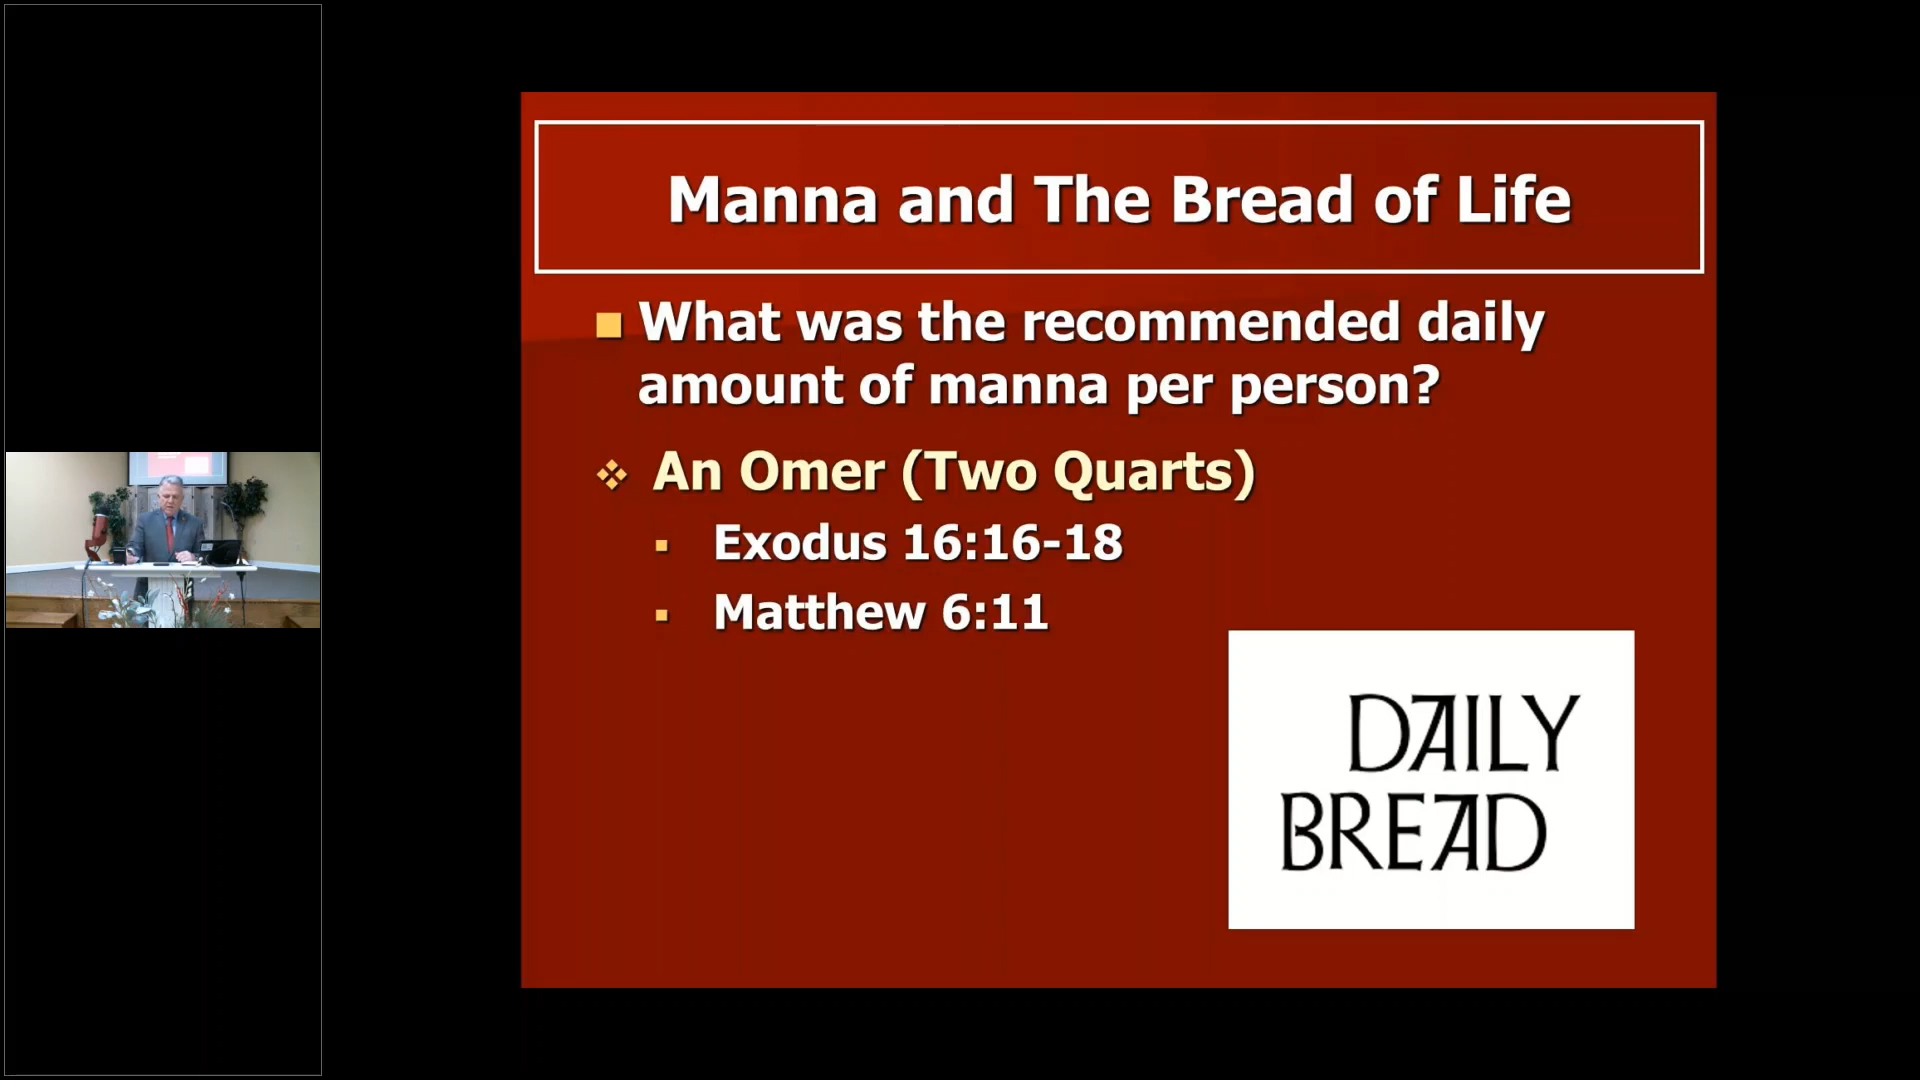 Manna and The Bread of Life
What was the recommended daily
amount of manna per person?
An Omer (Two Quarts)
Exodus 16:16-18
Matthew 6:11
DAILY
BREAD